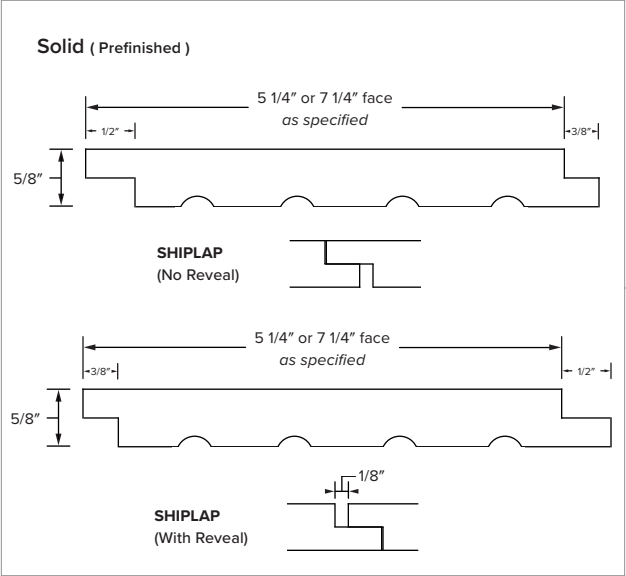 Solid ( Prefinished )
5 1/4” or 7 1/4” face
as specified
1/2”
3/8”
5/8”
SHIPLAP
(No Reveal)
5 1/4” or 7 1/4” face
as specified
3/8”
1/2”
5/8”
1/8”
SHIPLAP
(With Reveal)